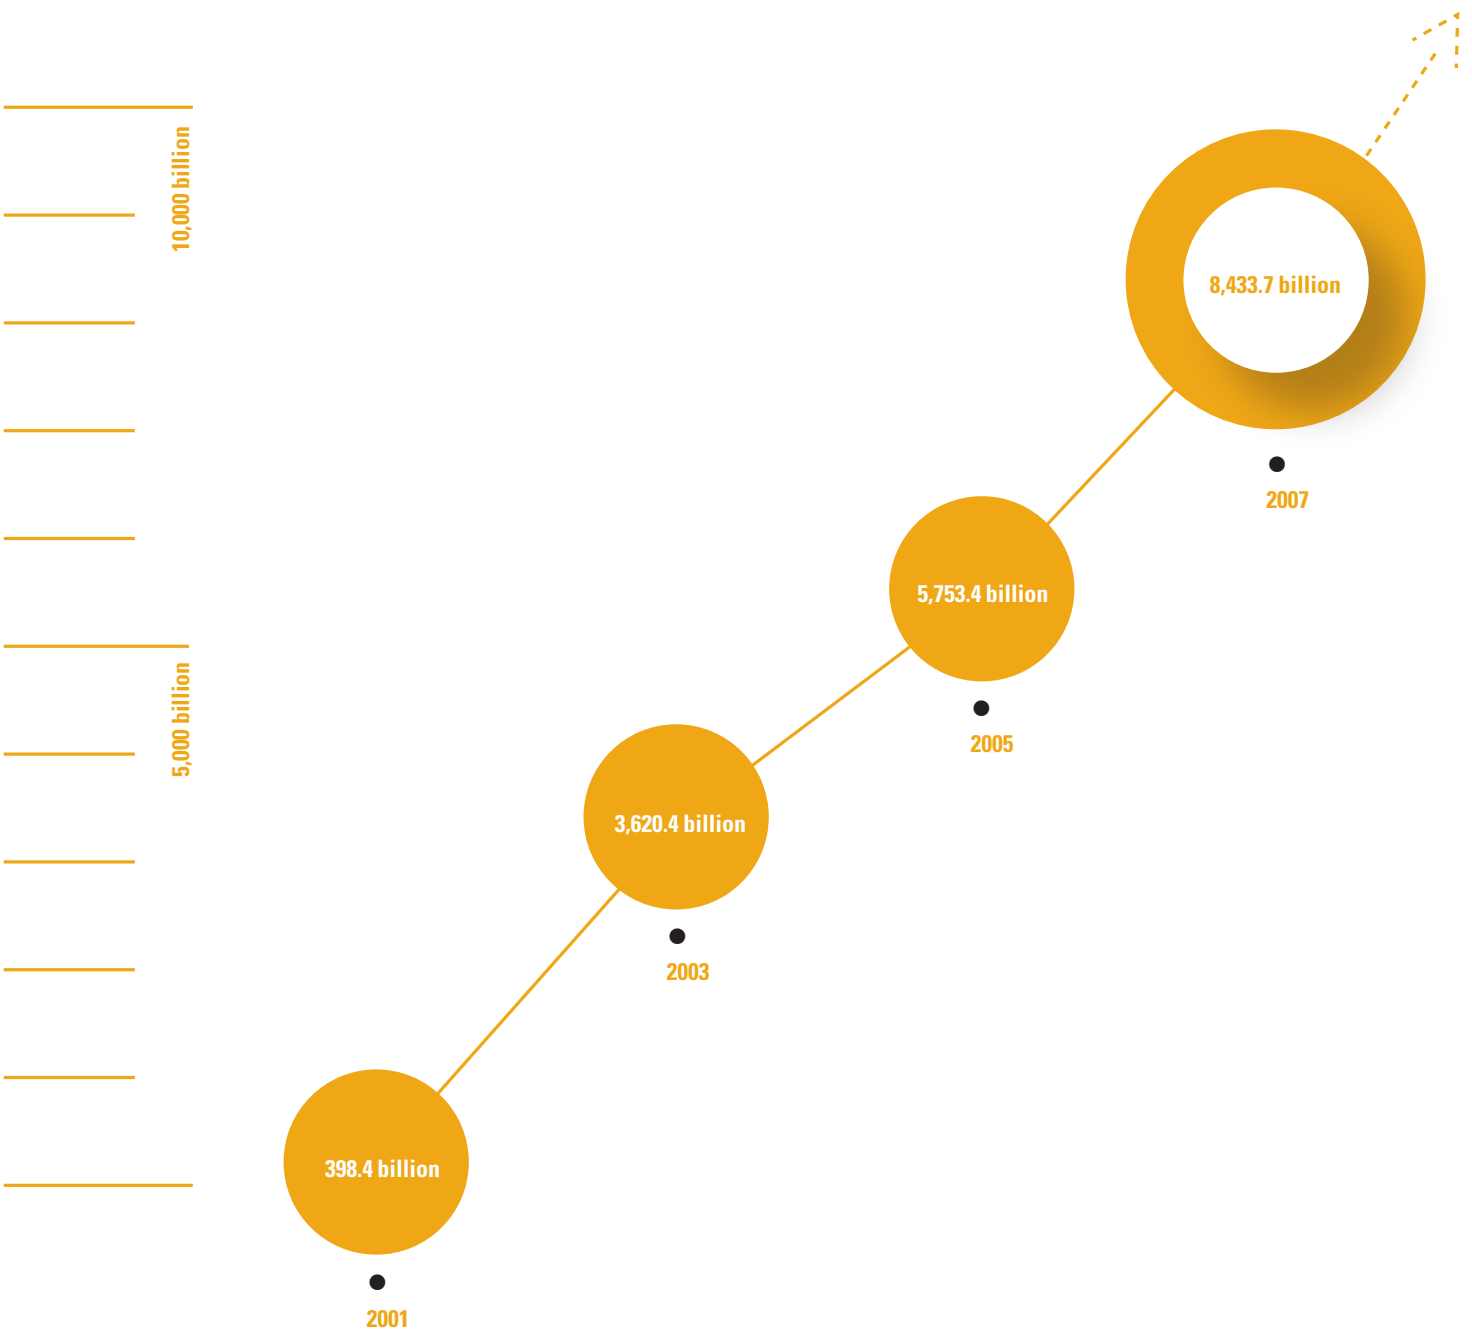 10,000 billion
8,433.7 billion
2007
5,753.4 billion
5,000 billion
2005
3,620.4 billion
2003
398.4 billion
2001